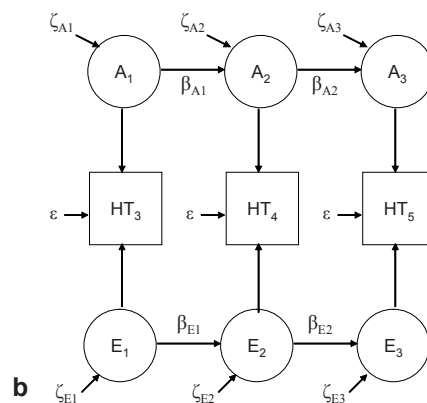 ζA1 ζA2 ζA3
A1 A2 A3
βA1 βA2
HT3 HT4 HT5
ε ε ε
βE1 βE2
E1 E2 E3
b
ζE1 ζE2 ζE3